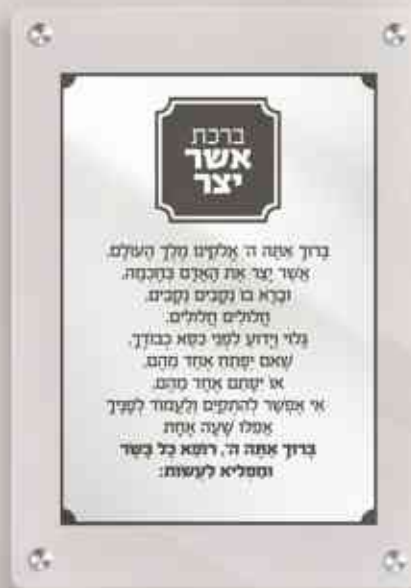 ברכת
אשר
יצר
בָּרוּךְ אַתָּה ה' אֱלֹקֵינוּ מֶלֶךְ הָעוֹלָם,
אֲשֶׁר יָצַר אֶת הָאָדָם בְּחָכְמָה,
וּבָרָא בוֹ נְקָבִים נְקָבִים,
חֲלוּלִים חֲלוּלִים,
גָּלוּי וְיָדוּעַ לִפְנֵי כִסֵּא כְבוֹדֶךָ,
שֶׁאִם יִפָּתֵחַ אֶחָד מֵהֶם,
אוֹ יִסָּתֵם אֶחָד מֵהֶם,
אִי אֶפְשַׁר לְהִתְקַיֵּם וְלַעֲמוֹד לְפָנֶיךָ
אֲפִלּוּ שָׁעָה אֶחָת
בָּרוּךְ אַתָּה ה', רוֹפֵא כָל בָּשָׂר
וּמַפְלִיא לַעֲשׂוֹת: